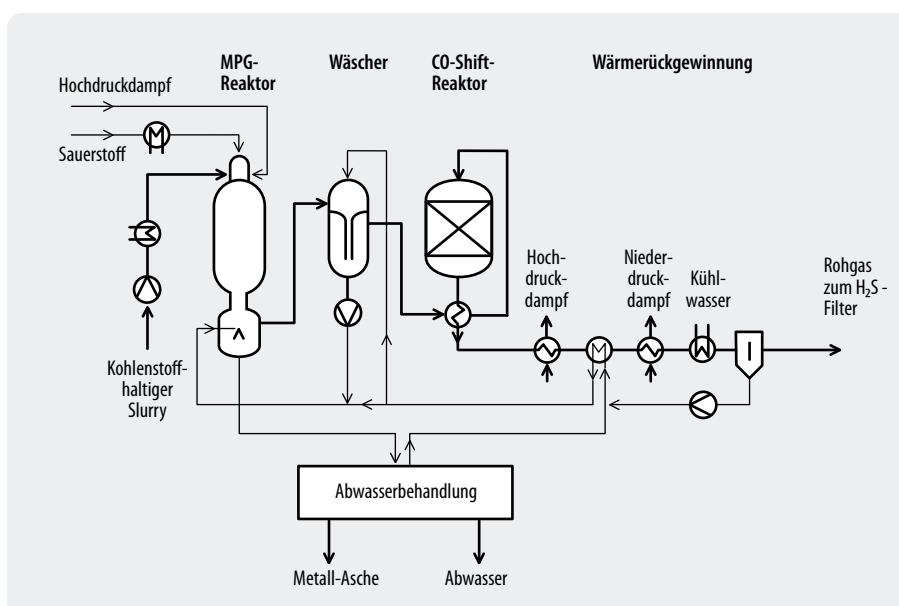 MPG-
Reaktor
Wäscher
CO-Shift-
Reaktor
Wärmerückgewinnung
Hochdruckdampf
Sauerstoff
Hoch-
druck-
dampf
Nieder-
druck-
dampf
Kühl-
wasser
Rohgas
zum H₂S -
Filter
Kohlenstoff-
haltiger
Slurry
Abwasserbehandlung
Metall-Asche
Abwasser